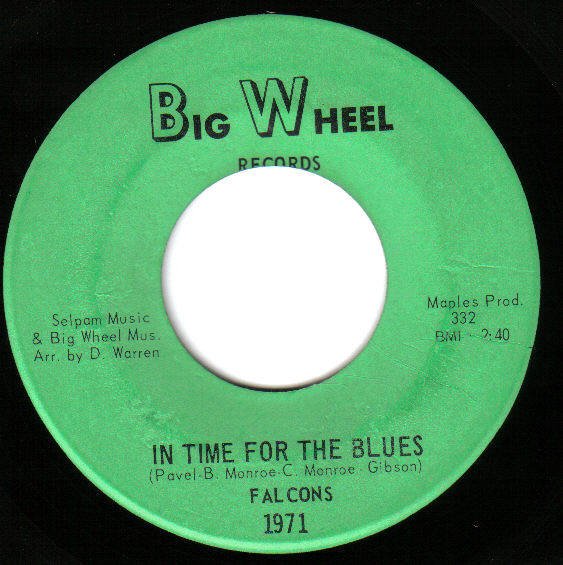 BIG WHEEL
RECORDS
Selpam Music
& Big Wheel Mus.
Arr. by D. Warren
Maples Prod.
332
BMI - 2:40
IN TIME FOR THE BLUES
(Pavel-B. Monroe-C. Monroe-Gibson)
FALCONS
1971